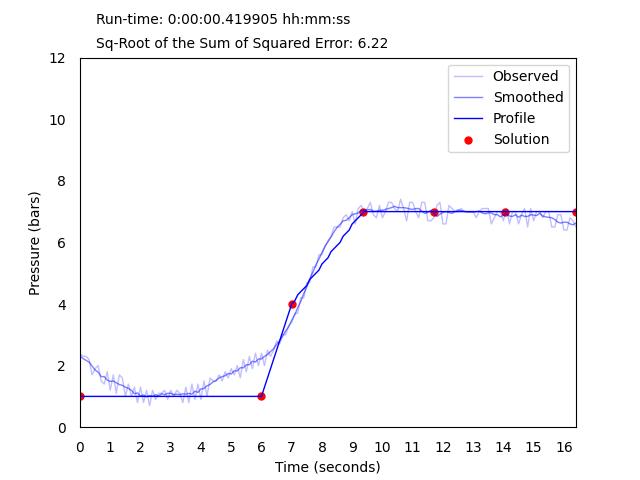 Run-time: 0:00:00.419905 hh:mm:ss
Sq-Root of the Sum of Squared Error: 6.22
Observed
Smoothed
Profile
Solution
Pressure (bars)
12
10
8
6
4
2
0
0 1 2 3 4 5 6 7 8 9 10 11 12 13 14 15 16
Time (seconds)